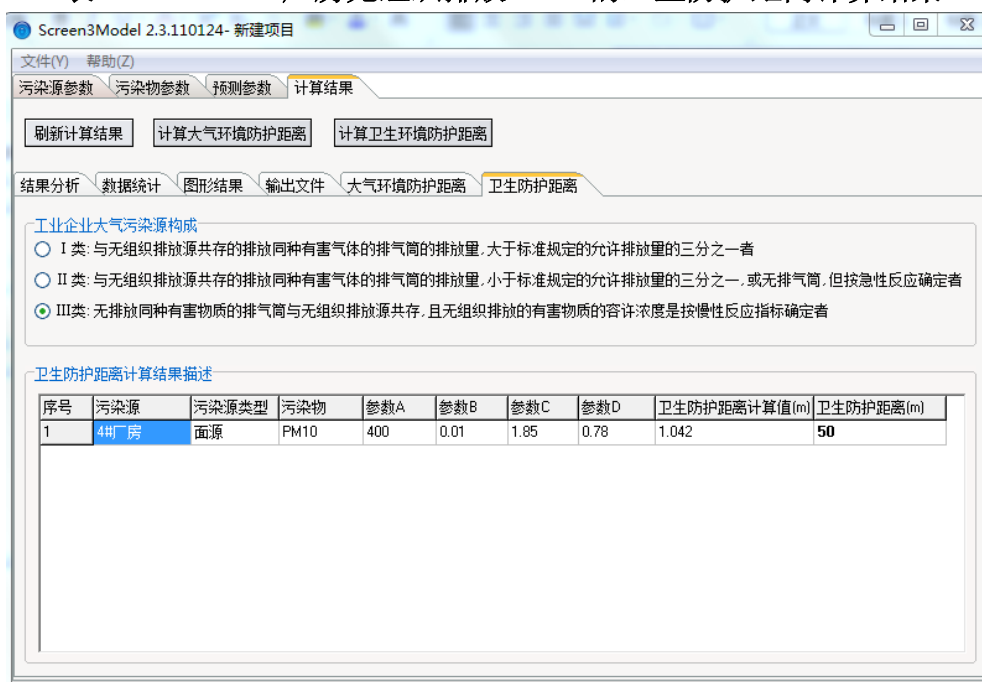 Screen3Model 2.3.110124- 新建项目
文件(Y) 帮助(Z)
污染源参数 污染物参数 预测参数 计算结果
刷新计算结果 计算大气环境防护距离 计算卫生环境防护距离
结果分析 数据统计 图形结果 输出文件 大气环境防护距离 卫生防护距离
工业企业大气污染源构成
I 类: 与无组织排放源共存的排放同种有害气体的排气筒的排放量,大于标准规定的允许排放量的三分之一者
II 类: 与无组织排放源共存的排放同种有害气体的排气筒的排放量,小于标准规定的允许排放量的三分之一,或无排气筒,但按急性反应确定者
III类: 无排放同种有害物质的排气筒与无组织排放源共存,且无组织排放的有害物质的容许浓度是按慢性反应指标确定者
卫生防护距离计算结果描述
序号 污染源 污染源类型 污染物 参数A 参数B 参数C 参数D 卫生防护距离计算值(m) 卫生防护距离(m)
1 4#厂房 面源 PM10 400 0.01 1.85 0.78 1.042 50